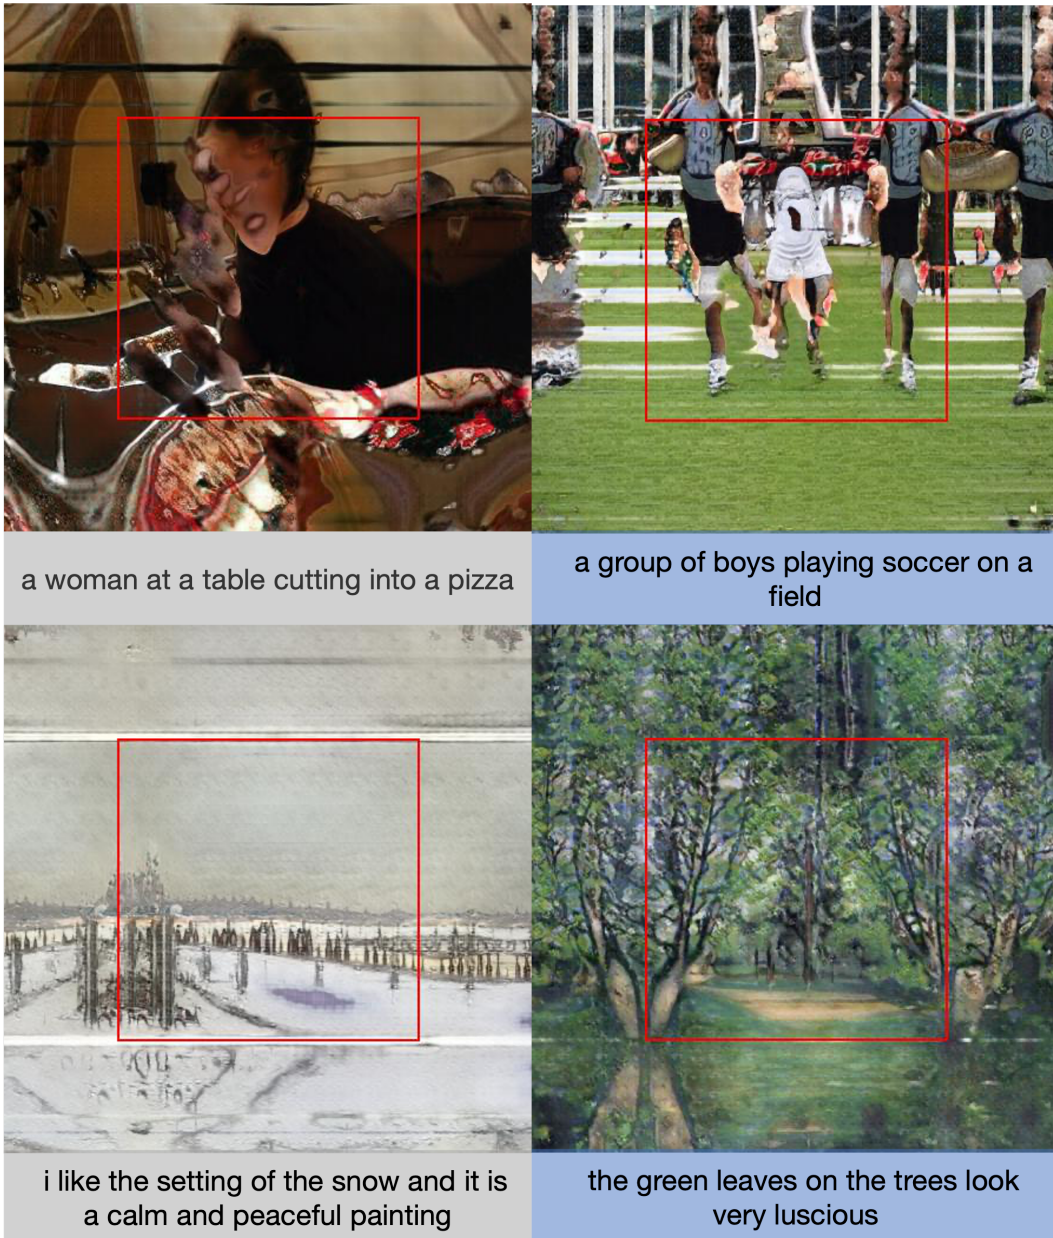 a woman at a table cutting into a pizza
a group of boys playing soccer on a
field
i like the setting of the snow and it is
a calm and peaceful painting
the green leaves on the trees look
very luscious